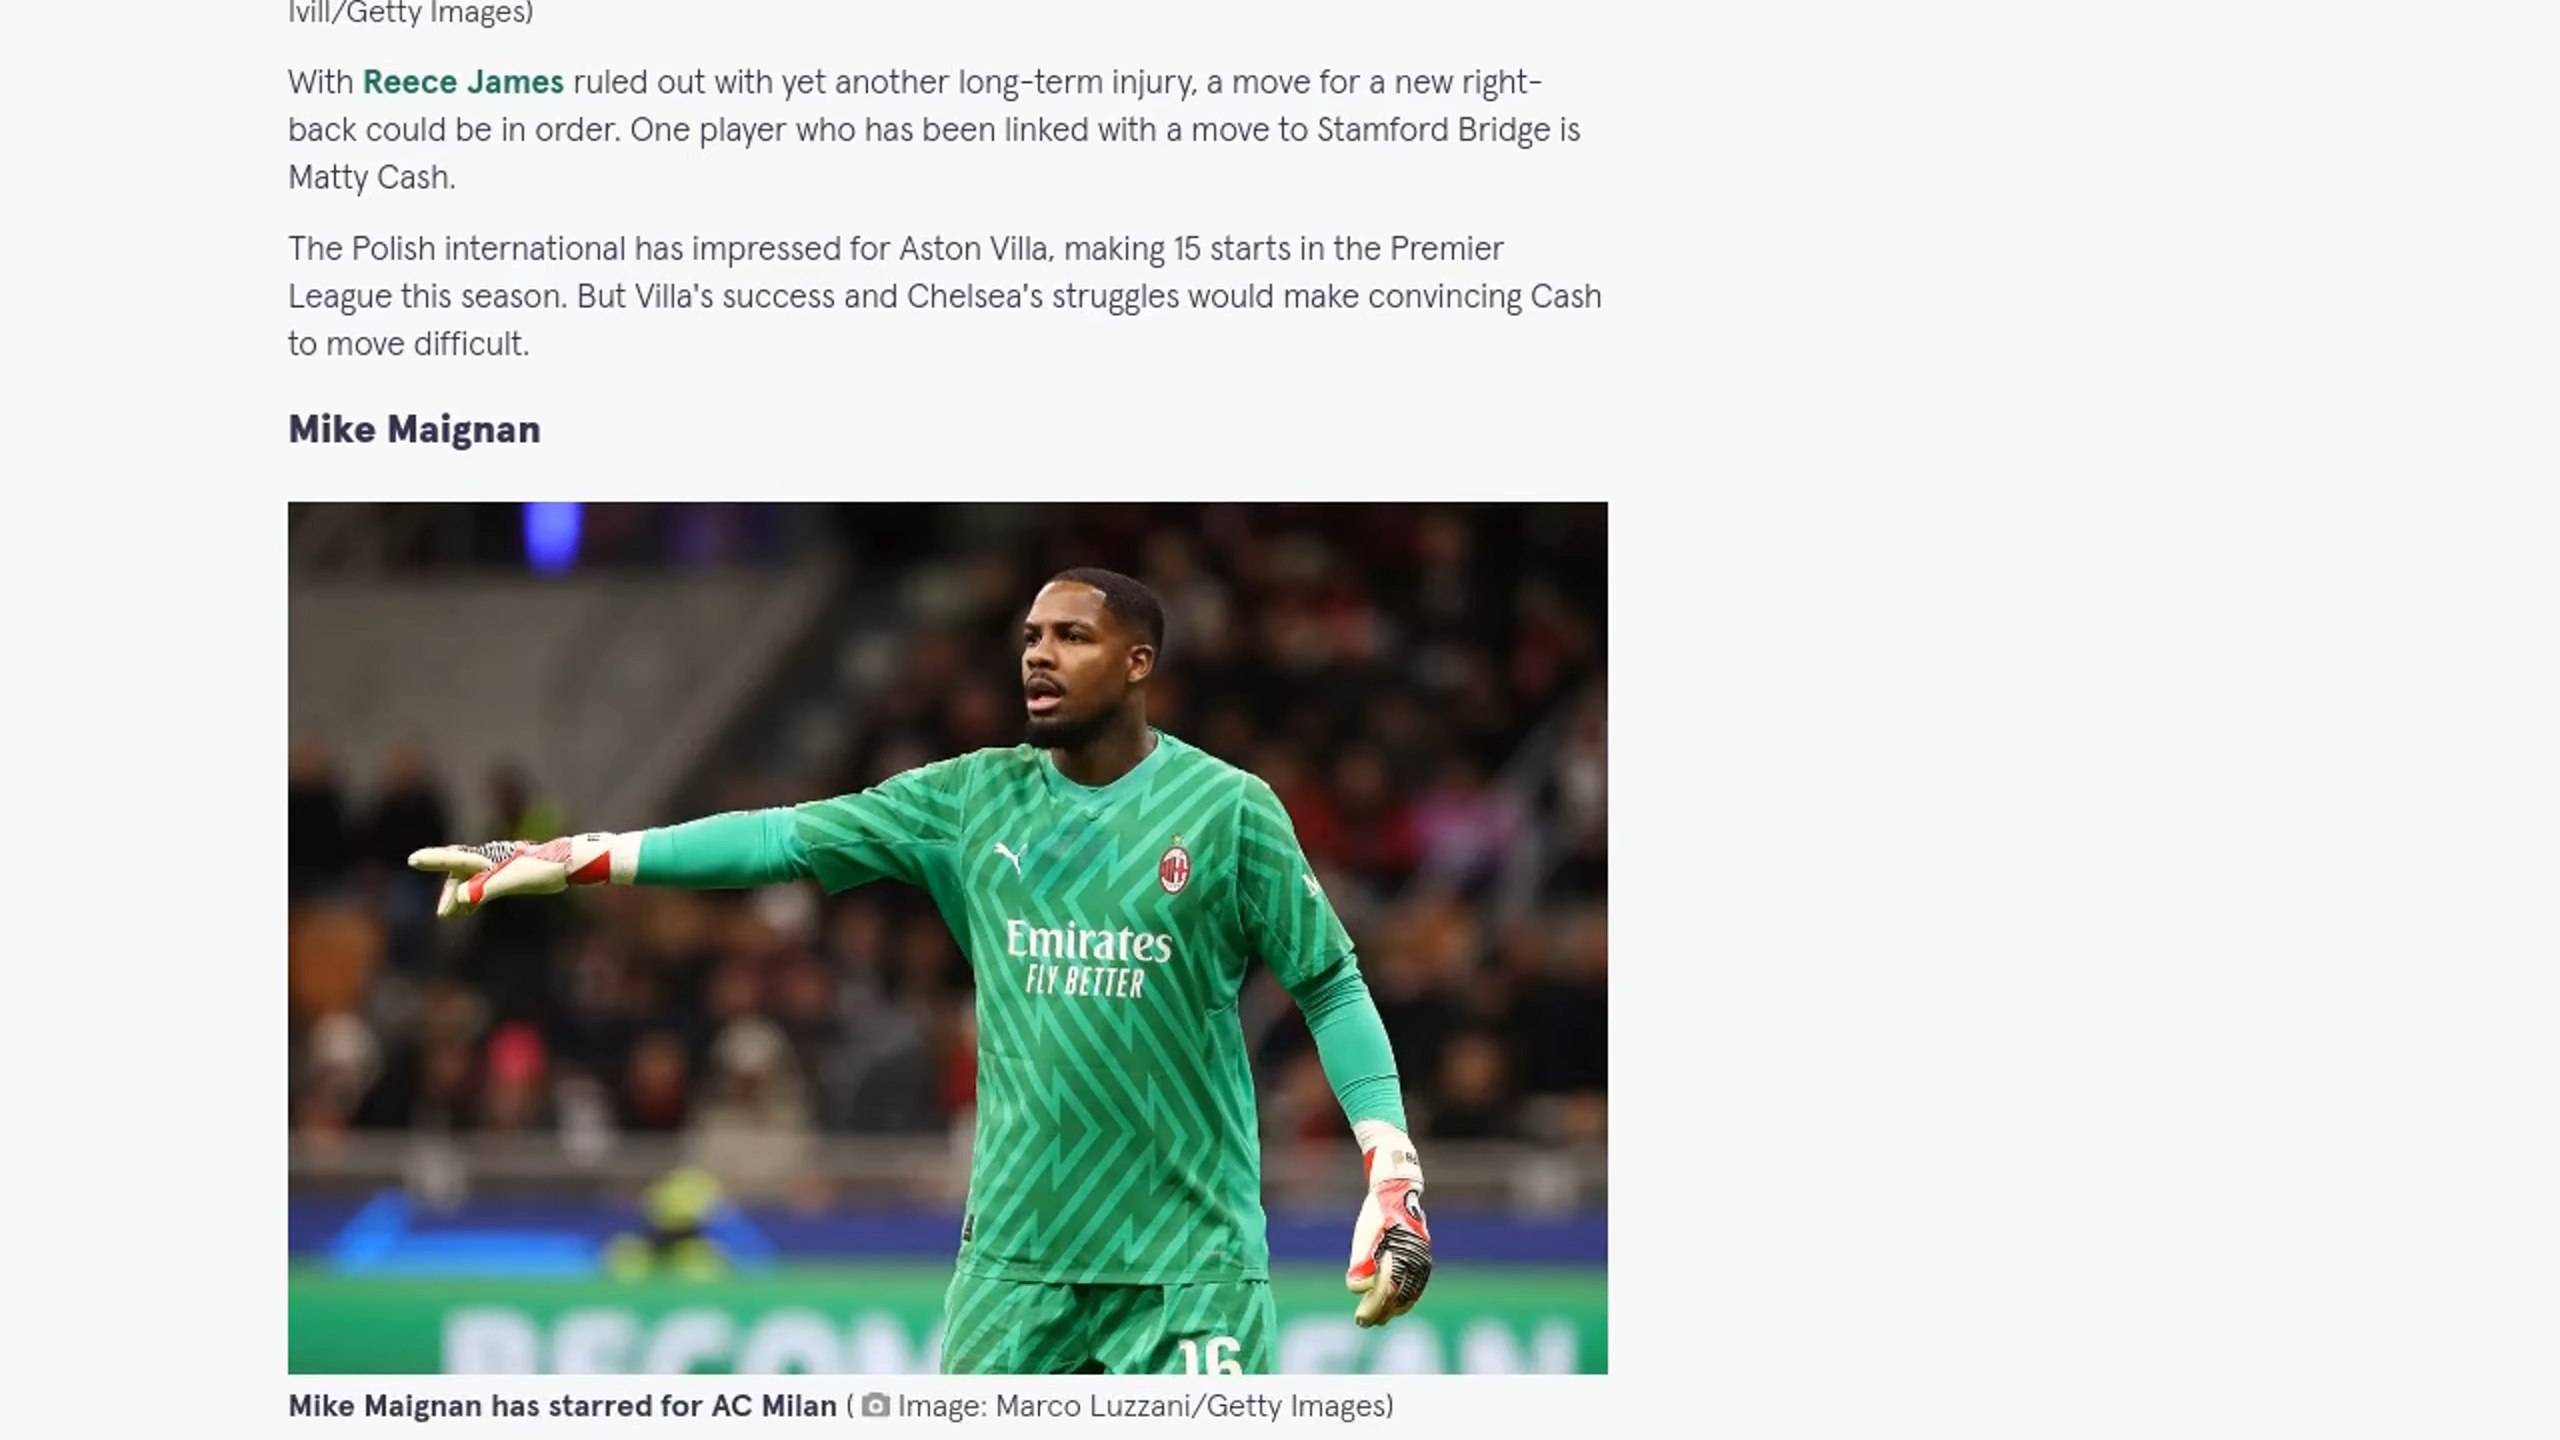 lvill/Getty Images)
With Reece James ruled out with yet another long-term injury, a move for a new right-
back could be in order. One player who has been linked with a move to Stamford Bridge is
Matty Cash.
The Polish international has impressed for Aston Villa, making 15 starts in the Premier
League this season. But Villa's success and Chelsea's struggles would make convincing Cash
to move difficult.
Mike Maignan
Emirates
FLY BETTER
16
Mike Maignan has starred for AC Milan ( Image: Marco Luzzani/Getty Images)